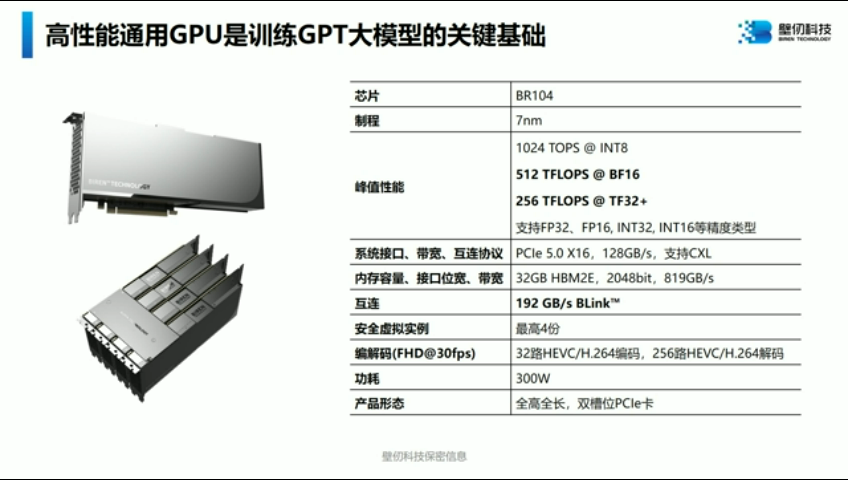 高性能通用GPU是训练GPT大模型的关键基础
壁仞科技
BIREN TECHNOLOGY
芯片 BR104
制程 7nm
峰值性能
1024 TOPS @ INT8
512 TFLOPS @ BF16
256 TFLOPS @ TF32+
支持FP32、FP16, INT32, INT16等精度类型
系统接口、带宽、互连协议 PCIe 5.0 X16，128GB/s，支持CXL
内存容量、接口位宽、带宽 32GB HBM2E，2048bit，819GB/s
互连 192 GB/s BLink™
安全虚拟实例 最高4份
编解码(FHD@30fps) 32路HEVC/H.264编码，256路HEVC/H.264解码
功耗 300W
产品形态 全高全长，双槽位PCIe卡
壁仞科技保密信息